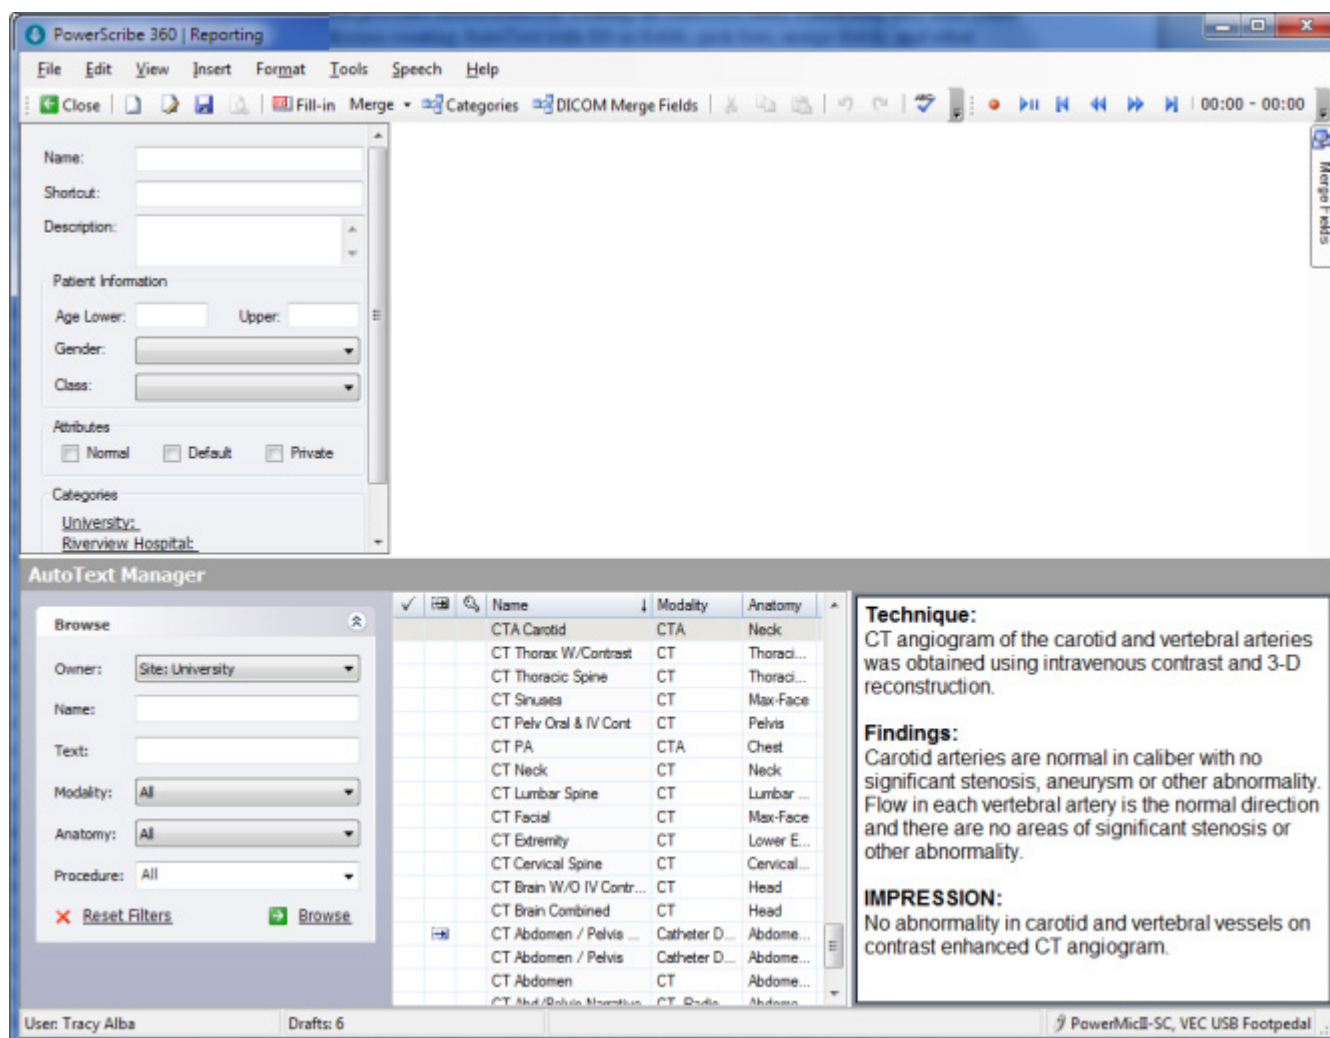 PowerScribe 360 | Reporting
File Edit View Insert Format Tools Speech Help
Close Fill-in Merge Categories DICOM Merge Fields 00:00 - 00:00
Merge Fields
Name:
Shortcut:
Description:
Patient Information
Age Lower: Upper:
Gender:
Class:
Attributes
Normal Default Private
Categories
University:
Riverview Hospital:
AutoText Manager
Browse
Owner: Site: University
Name:
Text:
Modality: All
Anatomy: All
Procedure: All
Reset Filters Browse
Name Modality Anatomy
CTA Carotid CTA Neck
CT Thorax W/Contrast CT Thoraci...
CT Thoracic Spine CT Thoraci...
CT Sinuses CT Max-Face
CT Pelv Oral & IV Cont CT Pelvis
CT PA CTA Chest
CT Neck CT Neck
CT Lumbar Spine CT Lumbar ...
CT Facial CT Max-Face
CT Extremity CT Lower E...
CT Cervical Spine CT Cervical...
CT Brain W/O IV Contr... CT Head
CT Brain Combined CT Head
CT Abdomen / Pelvis ... Catheter D... Abdome...
CT Abdomen / Pelvis Catheter D... Abdome...
CT Abdomen CT Abdome...
Technique:
CT angiogram of the carotid and vertebral arteries
was obtained using intravenous contrast and 3-D
reconstruction.
Findings:
Carotid arteries are normal in caliber with no
significant stenosis, aneurysm or other abnormality.
Flow in each vertebral artery is the normal direction
and there are no areas of significant stenosis or
other abnormality.
IMPRESSION:
No abnormality in carotid and vertebral vessels on
contrast enhanced CT angiogram.
User: Tracy Alba Drafts: 6 PowerMicII-SC, VEC USB Footpedal